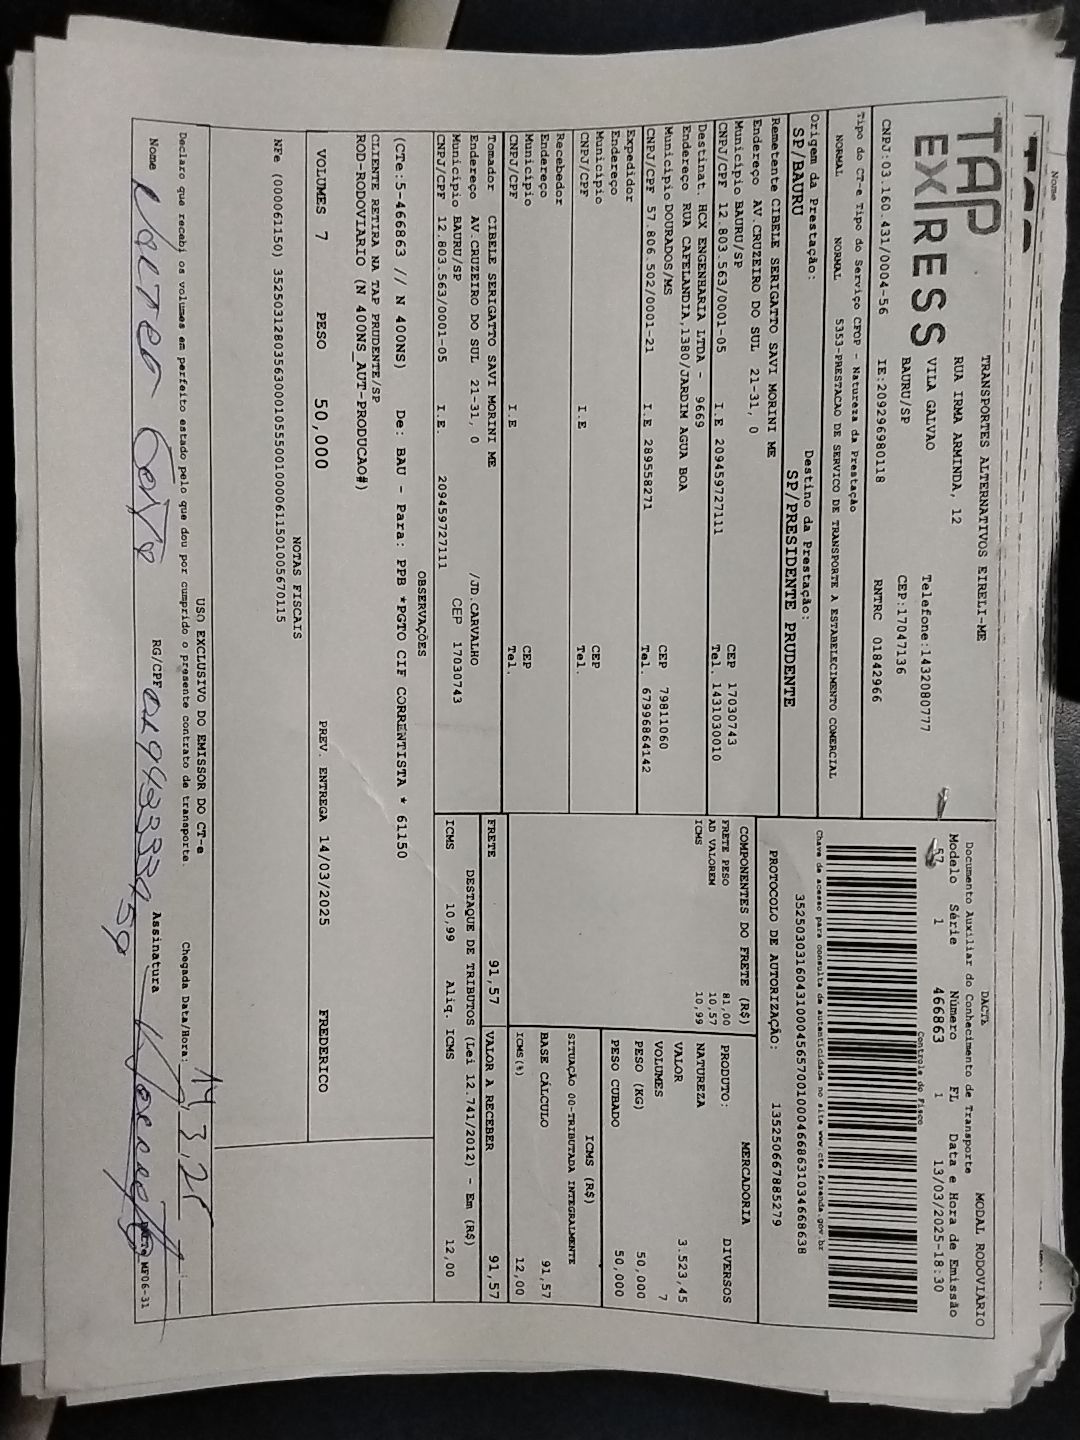 TAP
EXPRESS
TRANSPORTES ALTERNATIVOS EIRELI-ME
RUA IRMA ARMINDA, 12
Telefone:1432080777
VILA GALVAO
CEP:17047136
BAURU/SP
CNPJ:03.160.431/0004-56 IE:209296980118 RNTRC 01842966
DACTE MODAL RODOVIÁRIO
Documento Auxiliar do Conhecimento de Transporte
Modelo Série Número FL Data e Hora de Emissão
57 1 466863 1 13/03/2025-18:30
Controle do Fisco
Chave de acesso para consulta de autenticidade no site www.cte.fazenda.gov.br
35250303160431000456570010004668631034668638
PROTOCOLO DE AUTORIZAÇÃO: 135250667885279
Tipo do CT-e Tipo do Serviço CFOP - Natureza da Prestação
NORMAL NORMAL 5353-PRESTACAO DE SERVICO DE TRANSPORTE A ESTABELECIMENTO COMERCIAL
Origem da Prestação: Destino da Prestação:
SP/BAURU SP/PRESIDENTE PRUDENTE
Remetente CIBELE SERIGATTO SAVI MORINI ME
Endereço AV.CRUZEIRO DO SUL 21-31, 0
Município BAURU/SP CEP 17030743
CNPJ/CPF 12.803.563/0001-05 I.E 209459727111 Tel. 1431030010
Destinat. HCX ENGENHARIA LTDA - 9669
Endereço RUA CAFELANDIA,1380/JARDIM AGUA BOA
Município DOURADOS/MS CEP 79811060
CNPJ/CPF 57.806.502/0001-21 I.E 289558271 Tel. 67996864142
Expedidor
Endereço
Município CEP
CNPJ/CPF I.E Tel.
Recebedor
Endereço
Município CEP
CNPJ/CPF I.E Tel.
Tomador CIBELE SERIGATTO SAVI MORINI ME
Endereço AV.CRUZEIRO DO SUL 21-31, 0 /JD.CARVALHO
Município BAURU/SP CEP 17030743
CNPJ/CPF 12.803.563/0001-05 I.E. 209459727111
COMPONENTES DO FRETE (R$)
FRETE PESO 81,00
AD VALOREM 10,57
ICMS 10,99
MERCADORIA
PRODUTO: DIVERSOS
NATUREZA
VALOR 3.523,45
VOLUMES 7
PESO (KG) 50,000
PESO CUBADO 50,000
ICMS (R$)
SITUAÇÃO 00-TRIBUTADA INTEGRALMENTE
BASE CÁLCULO 91,57
ICMS(%) 12,00
FRETE 91,57 VALOR A RECEBER 91,57
DESTAQUE DE TRIBUTOS (Lei 12.741/2012) - Em (R$)
ICMS 10,99 Aliq. ICMS 12,00
OBSERVAÇÕES
(CTe:5-466863 // N 400NS) De: BAU - Para: PPB *PGTO CIF CORRENTISTA * 61150
CLIENTE RETIRA NA TAP PRUDENTE/SP
ROD-RODOVIARIO (N 400NS_AUT-PRODUCAO#)
VOLUMES 7 PESO 50,000 PREV. ENTREGA 14/03/2025 FREDERICO
NOTAS FISCAIS
NFe (000061150) 35250312803563000105550010000611501005670115
USO EXCLUSIVO DO EMISSOR DO CT-e
Declaro que recebi os volumes em perfeito estado pelo que dou por cumprido o presente contrato de transporte. Chegada Data/Hora: 14/3/25
Nome RG/CPF Assinatura
MF06-31